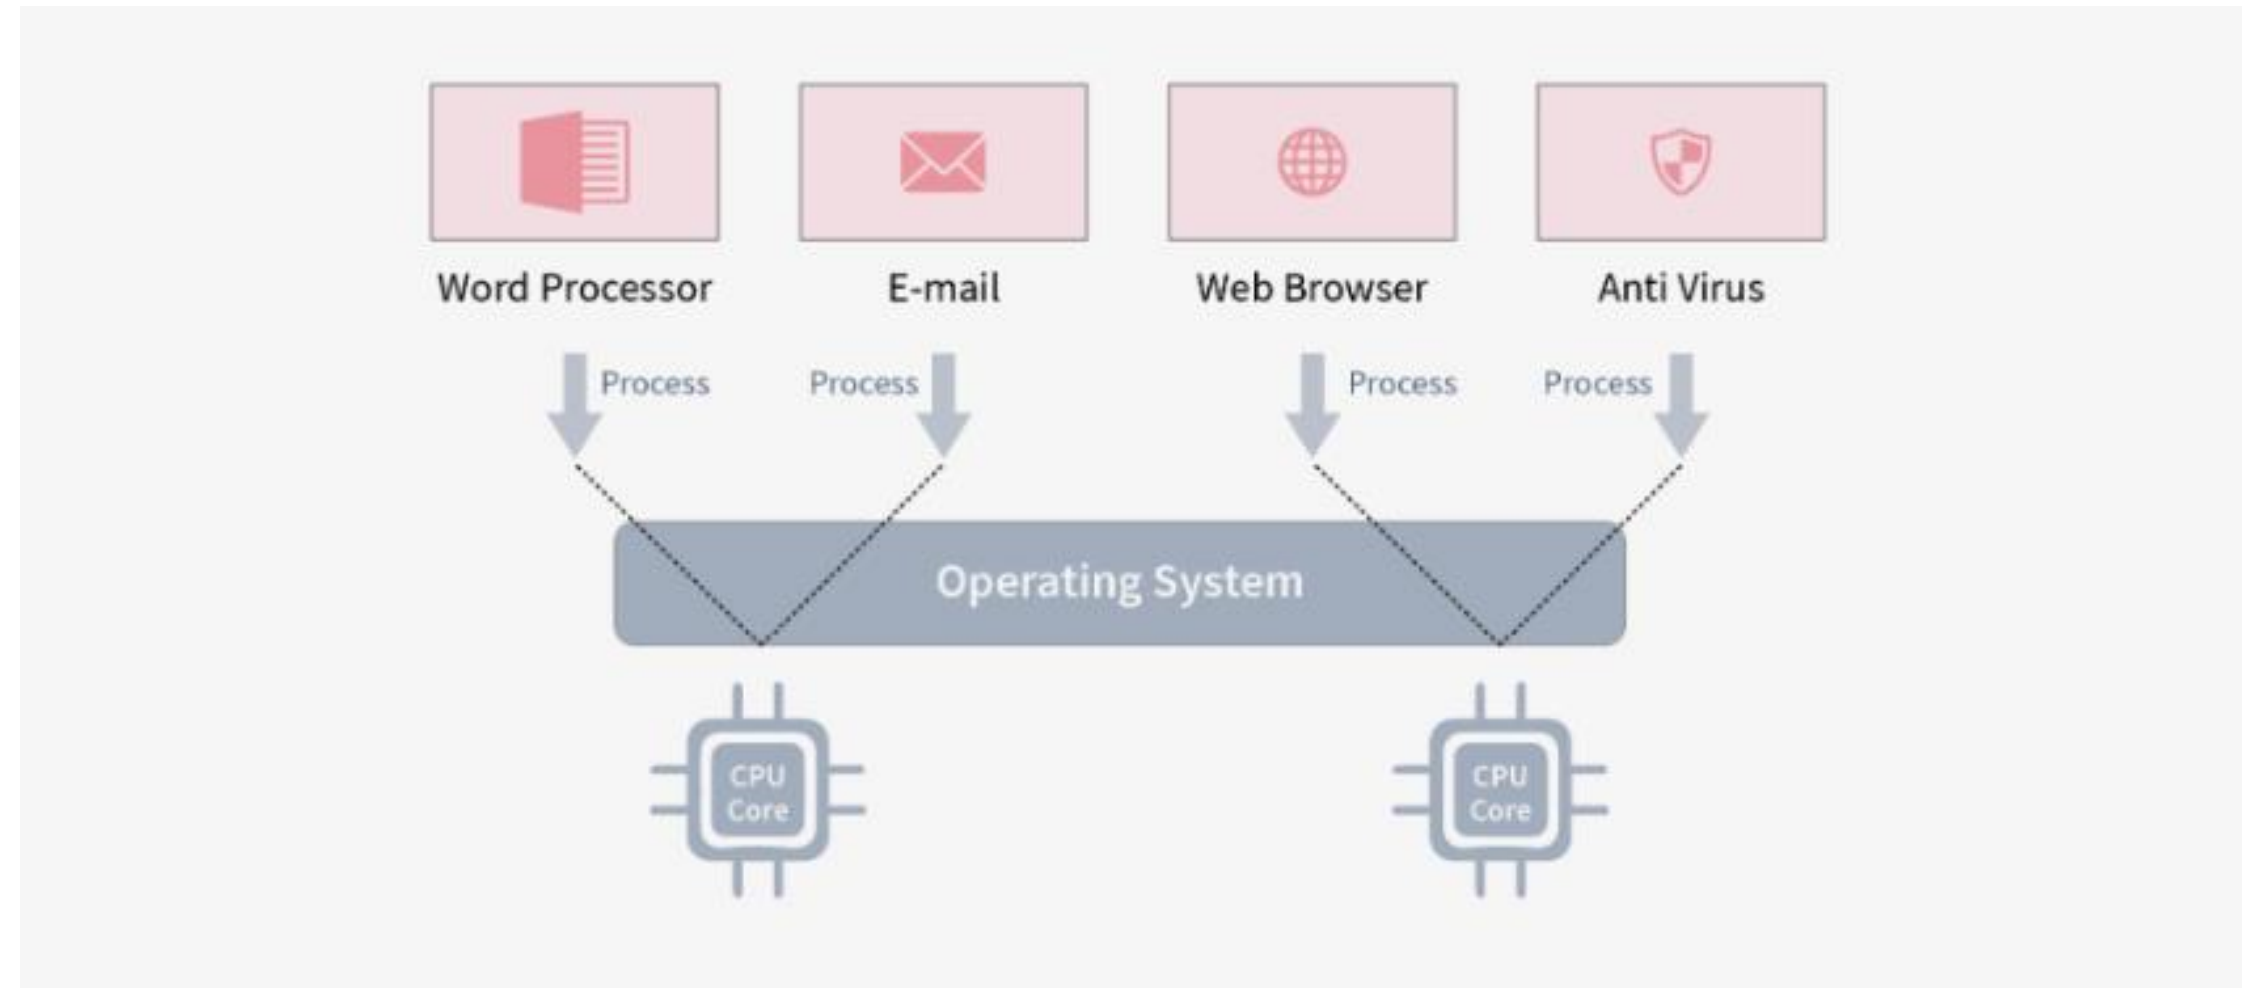 Word Processor
E-mail
Web Browser
Anti Virus
Process
Process
Process
Process
Operating System
CPU
Core
CPU
Core